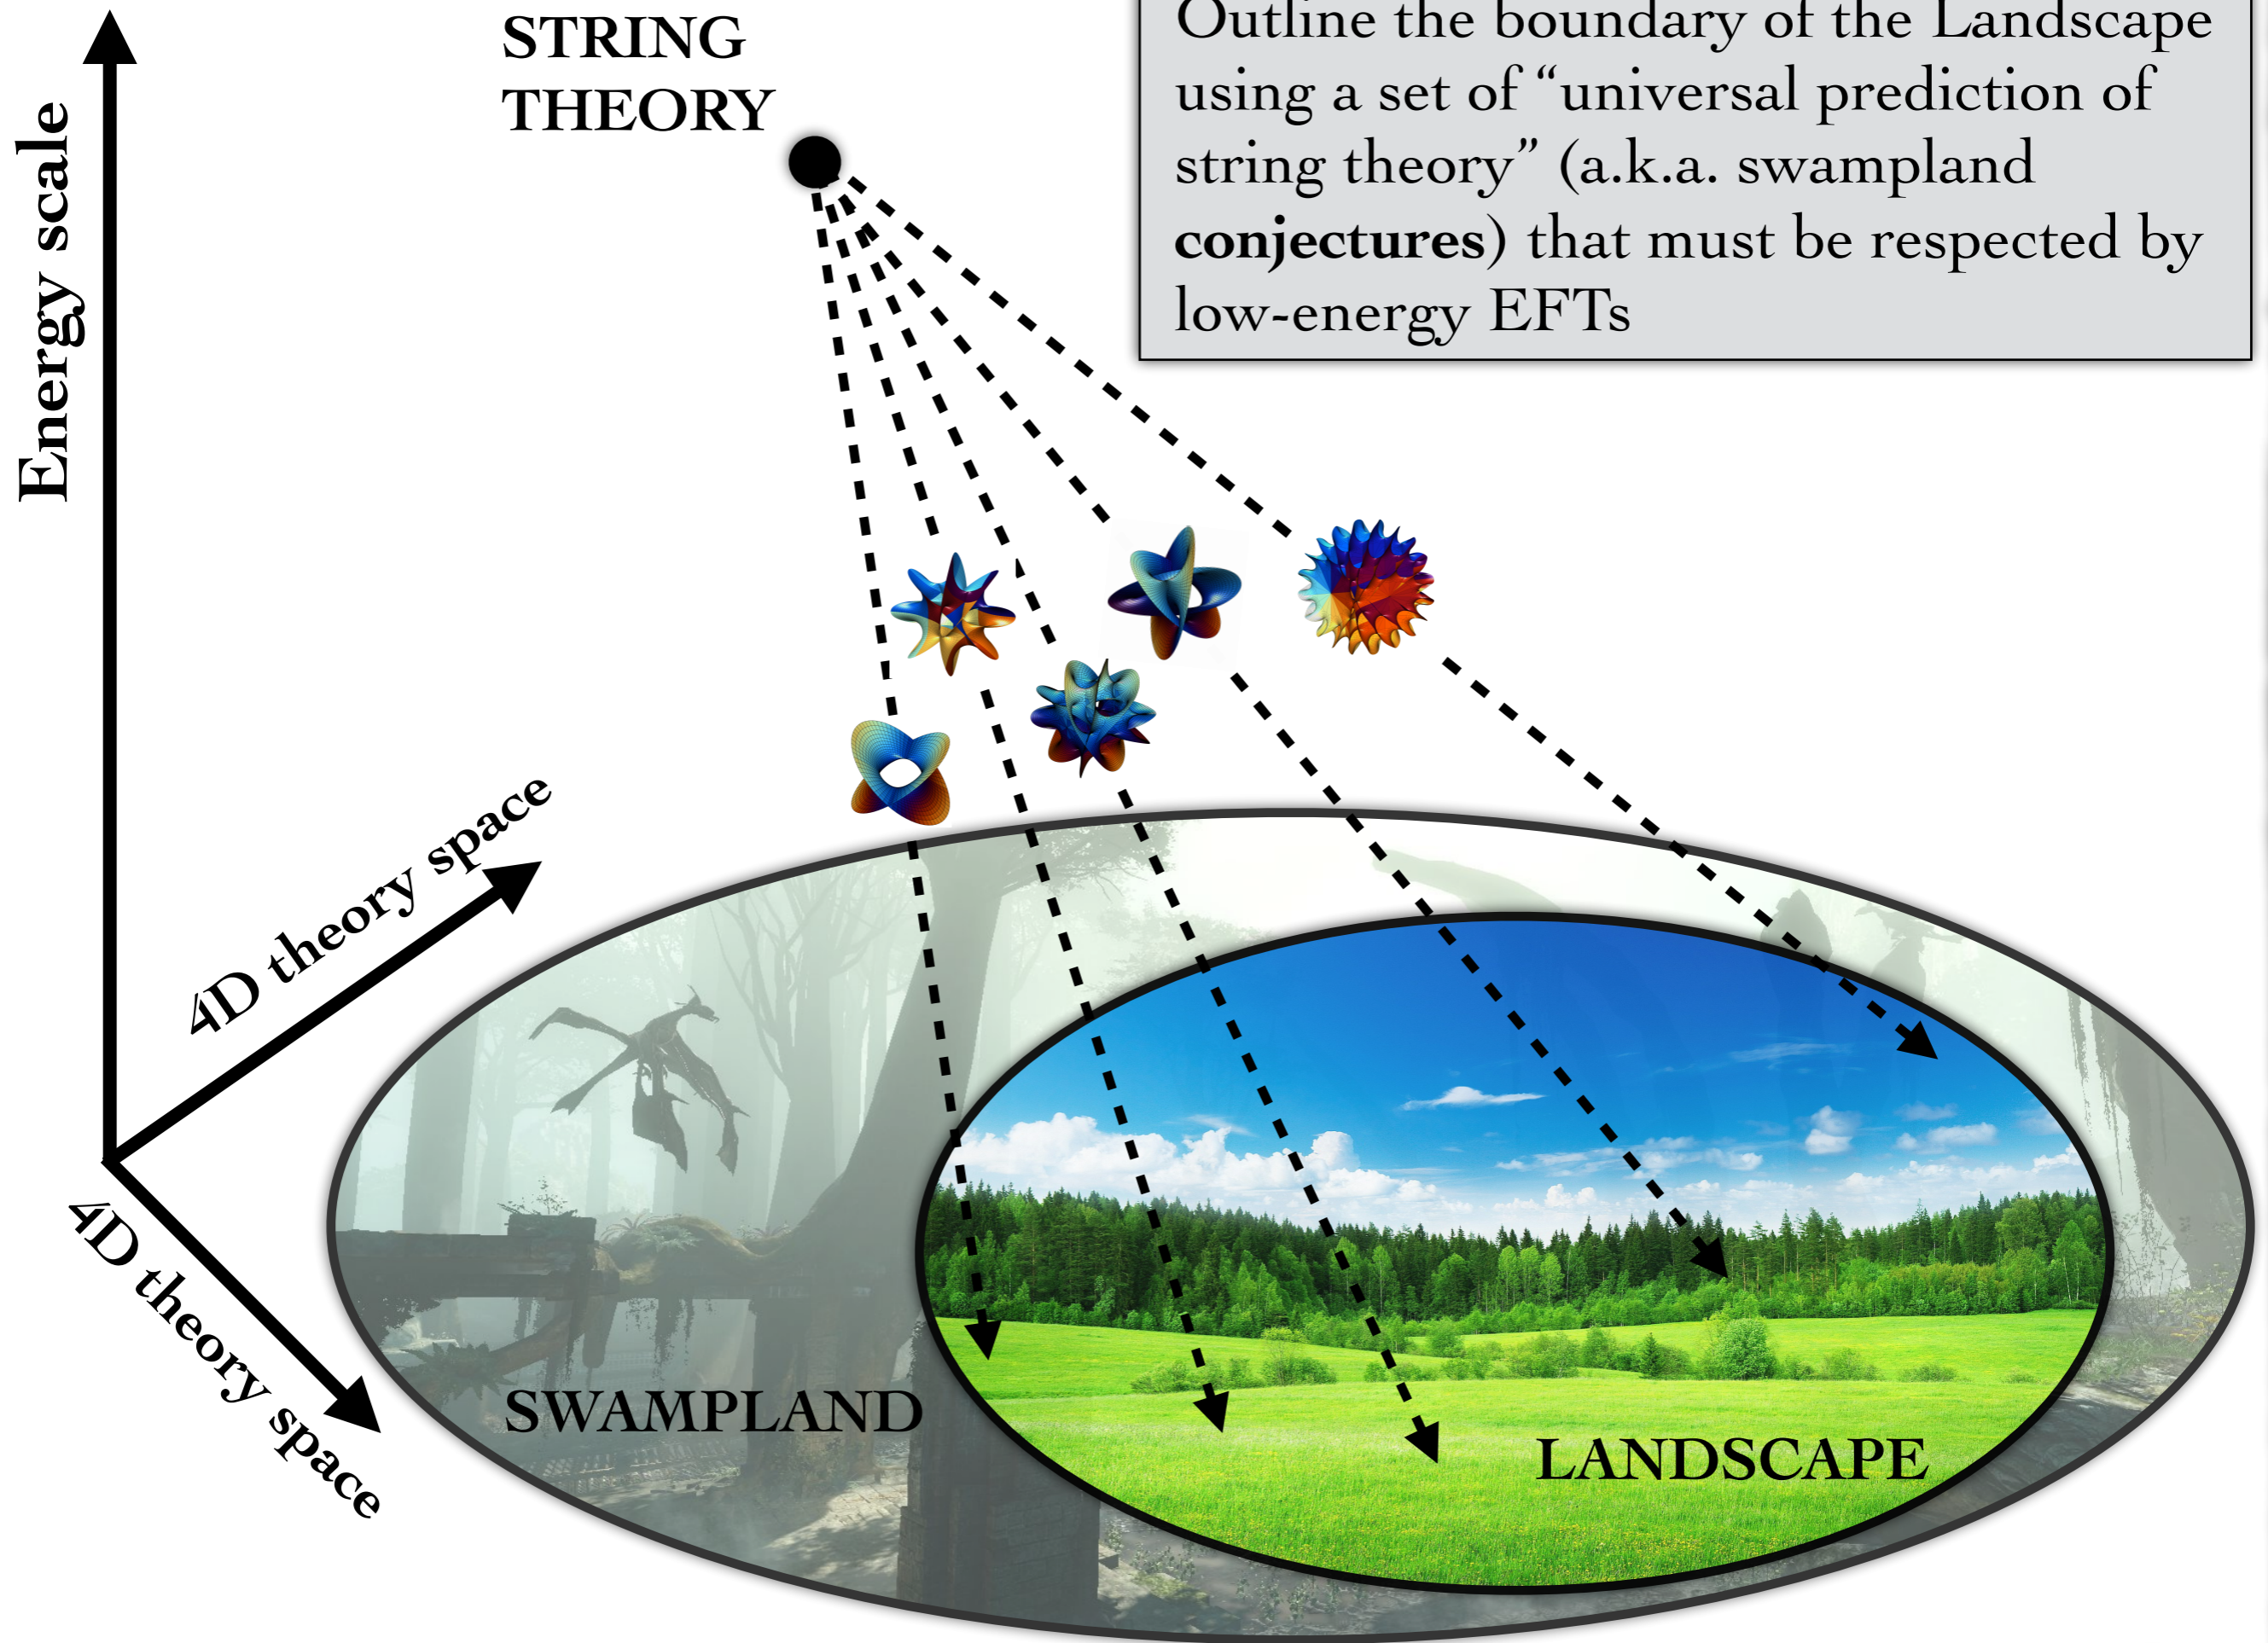 STRING
THEORY
Outline the boundary of the Landscape
using a set of “universal prediction of
string theory” (a.k.a. swampland
conjectures) that must be respected by
low-energy EFTs
Energy scale
4D theory space
4D theory space
SWAMPLAND
LANDSCAPE